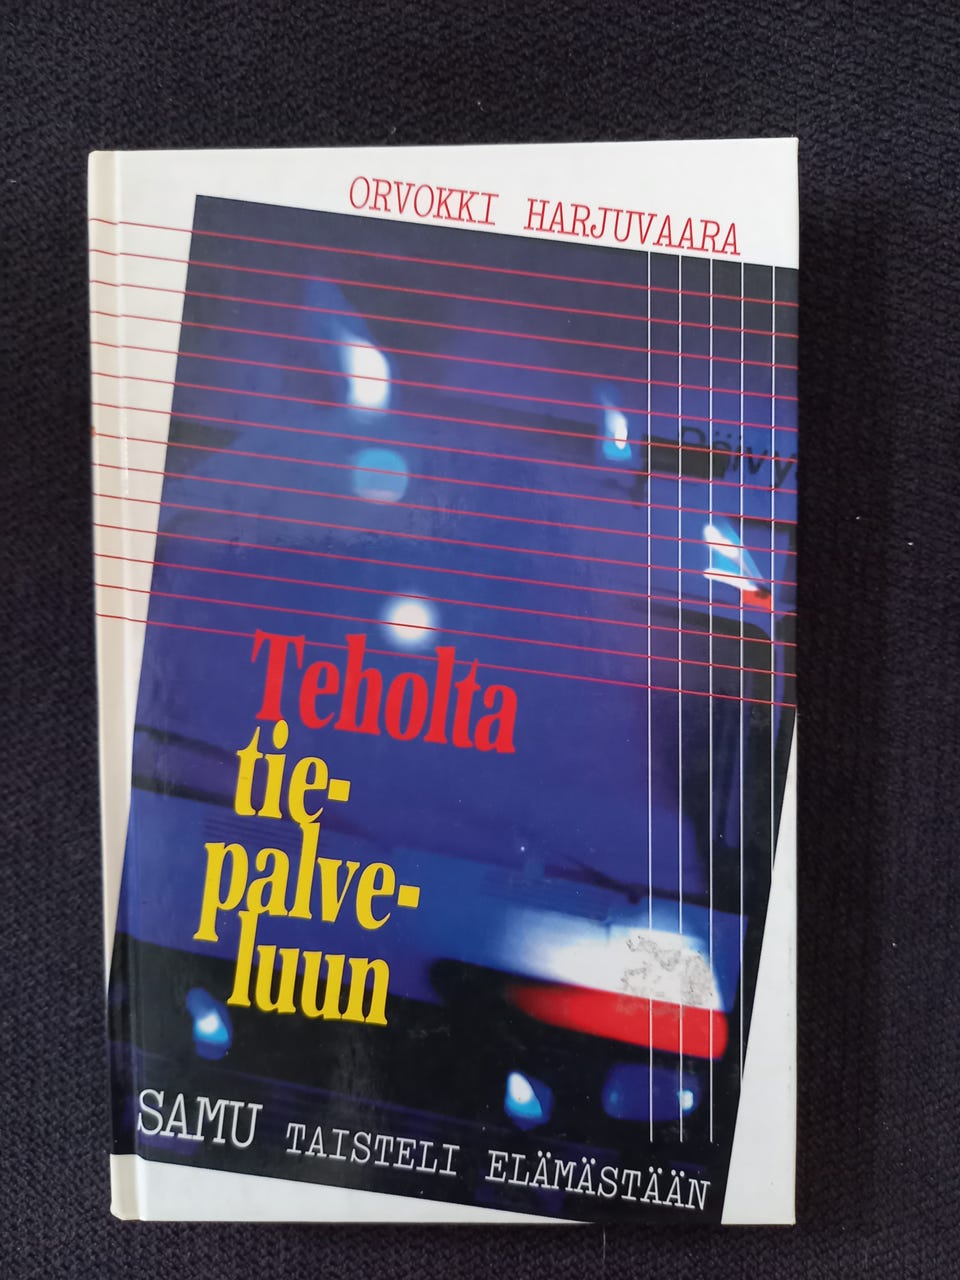 ORVOKKI HARJUVAARA
Teholta
tie-
palve-
luun
SAMU TAISTELI ELÄMÄSTÄÄN